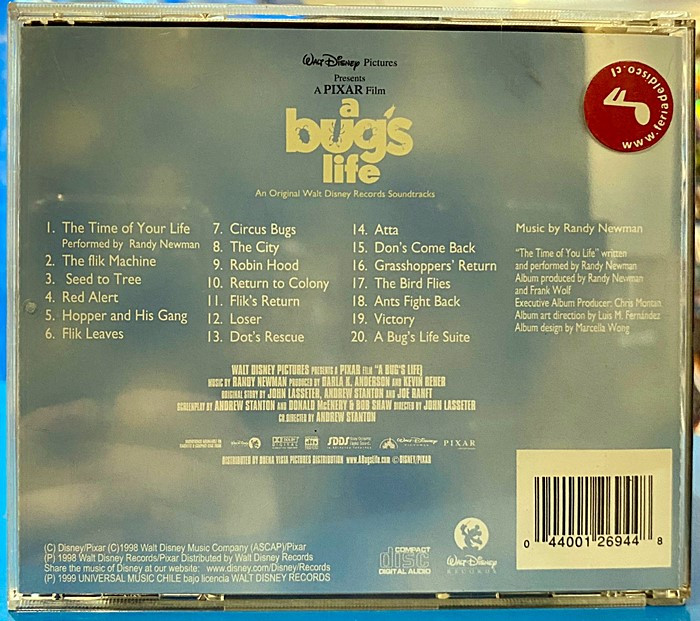 WALT DISNEY Pictures
Presents
A PIXAR Film
a
bug's
life
An Original Walt Disney Records Soundtracks
www.feriadeldisco.cl
1. The Time of Your Life
Performed by Randy Newman
2. The flik Machine
3. Seed to Tree
4. Red Alert
5. Hopper and His Gang
6. Flik Leaves
7. Circus Bugs
8. The City
9. Robin Hood
10. Return to Colony
11. Flik's Return
12. Loser
13. Dot's Rescue
14. Atta
15. Don's Come Back
16. Grasshoppers' Return
17. The Bird Flies
18. Ants Fight Back
19. Victory
20. A Bug's Life Suite
Music by Randy Newman
"The Time of You Life" written
and performed by Randy Newman
Album produced by Randy Newman
and Frank Wolf
Executive Album Producer: Chris Montan
Album art direction by Luis M. Fernández
Album design by Marcella Wong
WALT DISNEY PICTURES PRESENTS A PIXAR FILM "A BUG'S LIFE]
MUSIC BY RANDY NEWMAN PRODUCED BY DARLA K. ANDERSON AND KEVIN REHER
ORIGINAL STORY BY JOHN LASSETER, ANDREW STANTON AND JOE RANFT
SCREENPLAY BY ANDREW STANTON AND DONALD McENERY & BOB SHAW DIRECTED BY JOHN LASSETER
CO DIRECTED BY ANDREW STANTON
SDDS
WALT DISNEY PICTURES
PIXAR
DISTRIBUTED BY BUENA VISTA PICTURES DISTRIBUTION www.ABugsLife.com ©DISNEY/PIXAR
(C) Disney/Pixar (C)1998 Walt Disney Music Company (ASCAP)/Pixar
(P) 1998 Walt Disney Records/Pixar Distributed by Walt Disney Records
Share the music of Disney at our website: www.disney.com/Disney/Records
(P) 1999 UNIVERSAL MUSIC CHILE bajo licencia WALT DISNEY RECORDS
COMPACT
disc
DIGITAL AUDIO
WALT DISNEY
RECORDS
0 44001 26944 8